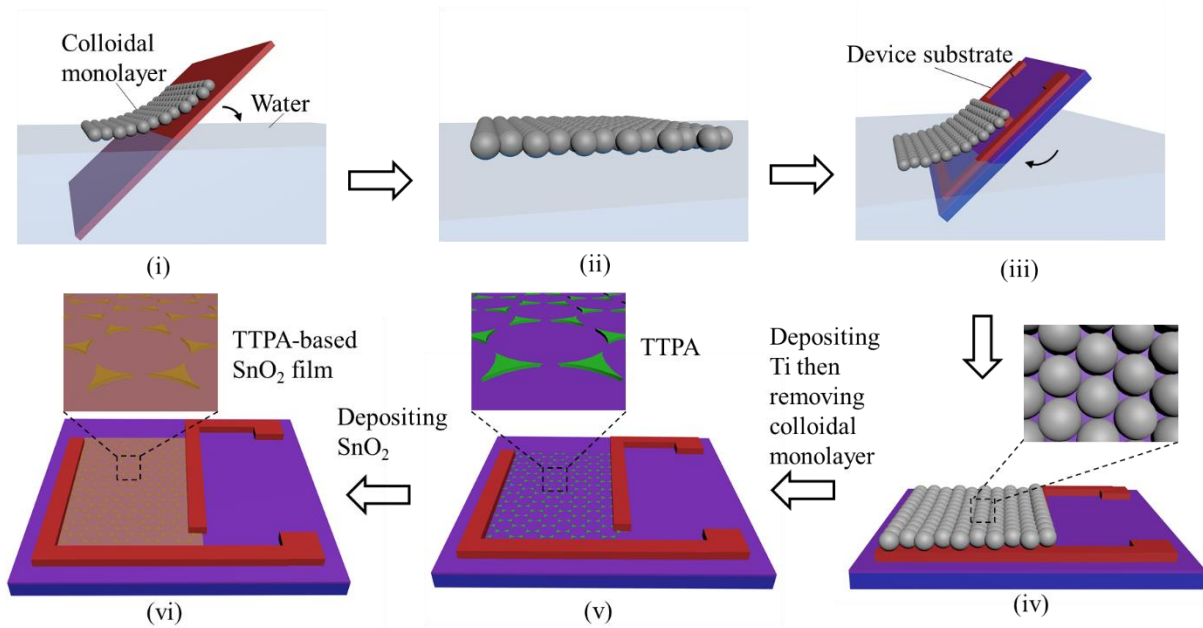 Colloidal
monolayer
Water
(i)
(ii)
Device substrate
(iii)
TTPA-based
SnO₂ film
Depositing
SnO₂
TTPA
Depositing
Ti then
removing
colloidal
monolayer
(vi)
(v)
(iv)